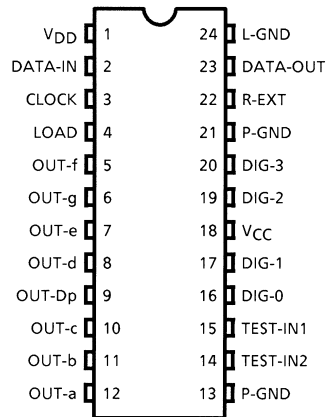 VDD 1 24 L-GND
DATA-IN 2 23 DATA-OUT
CLOCK 3 22 R-EXT
LOAD 4 21 P-GND
OUT-f 5 20 DIG-3
OUT-g 6 19 DIG-2
OUT-e 7 18 VCC
OUT-d 8 17 DIG-1
OUT-Dp 9 16 DIG-0
OUT-c 10 15 TEST-IN1
OUT-b 11 14 TEST-IN2
OUT-a 12 13 P-GND